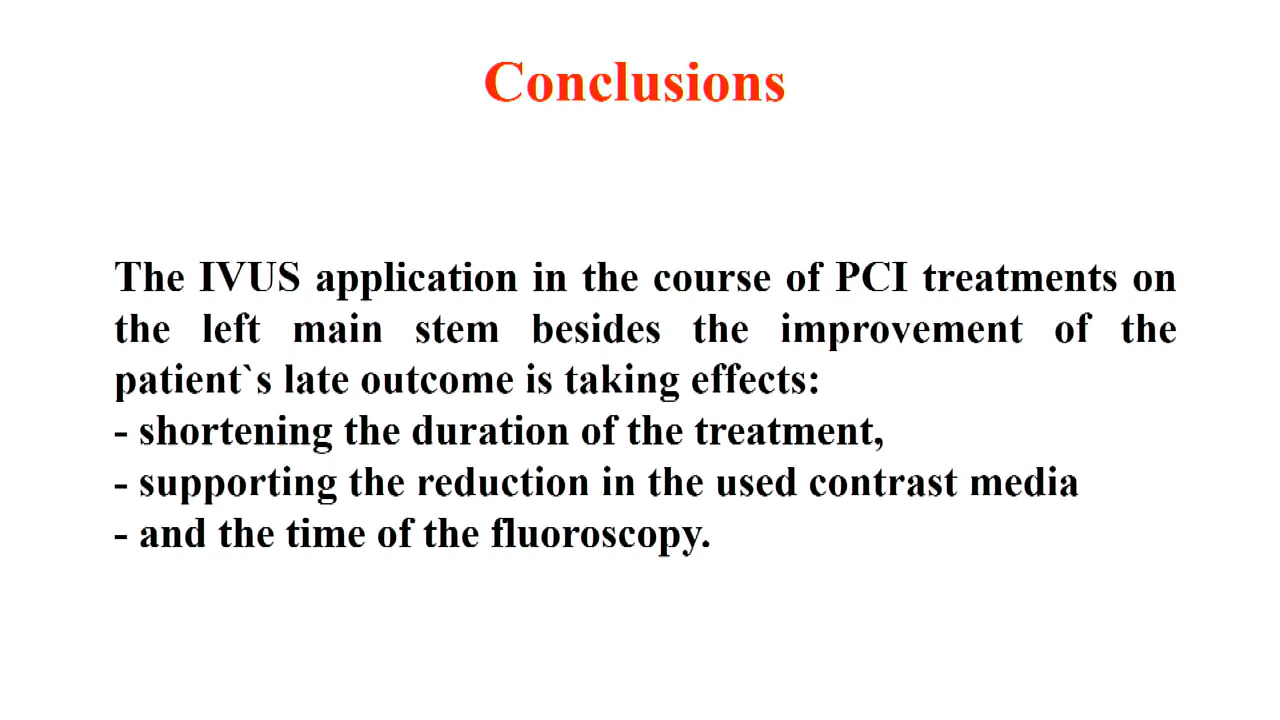 Conclusions
The IVUS application in the course of PCI treatments on
the left main stem besides the improvement of the
patient`s late outcome is taking effects:
- shortening the duration of the treatment,
- supporting the reduction in the used contrast media
- and the time of the fluoroscopy.